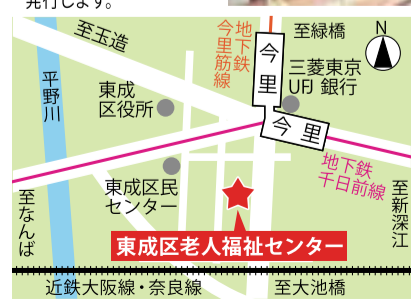 発行します。
至玉造
地下鉄
今里筋線
今里
至緑橋
N
平野川
東成
区役所
三菱東京
UFJ 銀行
今里
地下鉄
千日前線
東成区民
センター
至なんば
至新深江
東成区老人福祉センター
近鉄大阪線・奈良線
至大池橋